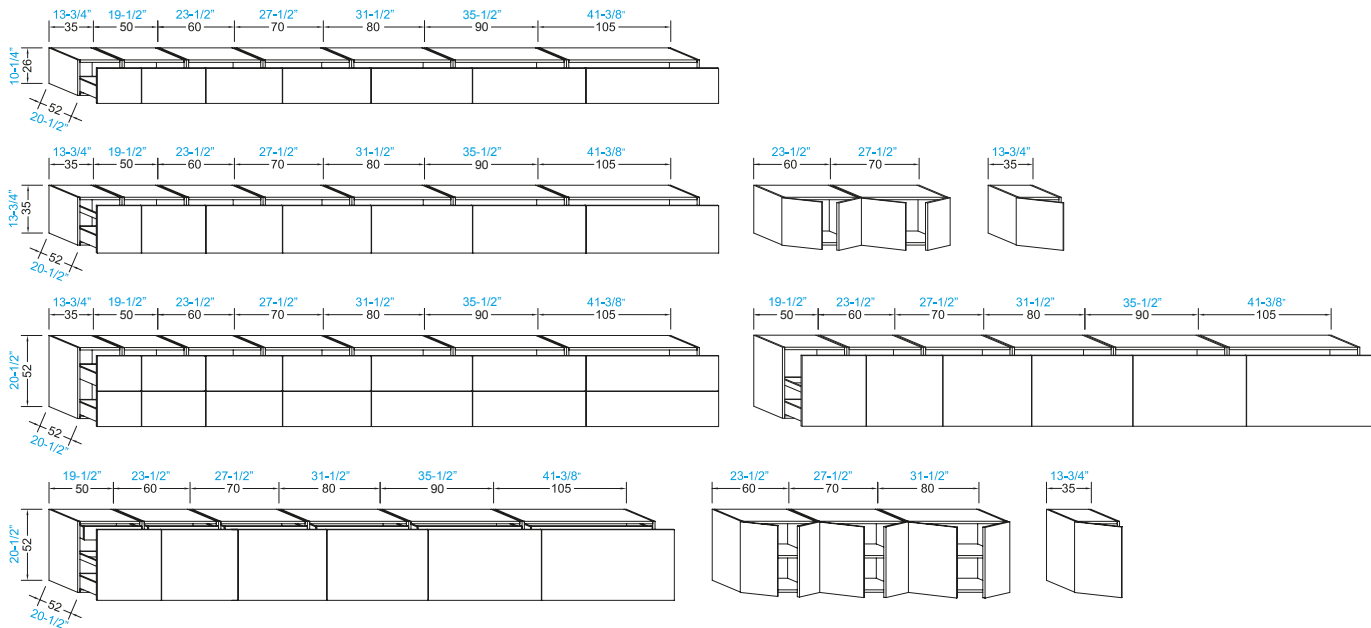 13-3/4” 19-1/2” 23-1/2” 27-1/2” 31-1/2” 35-1/2” 41-3/8"
35 50 60 70 80 90 105
10-1/4”
26
52
20-1/2”
13-3/4” 19-1/2” 23-1/2” 27-1/2” 31-1/2” 35-1/2” 41-3/8"
35 50 60 70 80 90 105
13-3/4”
35
52
20-1/2”
23-1/2” 27-1/2”
60 70
13-3/4”
35
13-3/4” 19-1/2” 23-1/2” 27-1/2” 31-1/2” 35-1/2” 41-3/8"
35 50 60 70 80 90 105
20-1/2”
52
52
20-1/2”
19-1/2” 23-1/2” 27-1/2” 31-1/2” 35-1/2” 41-3/8"
50 60 70 80 90 105
19-1/2” 23-1/2” 27-1/2” 31-1/2” 35-1/2” 41-3/8"
50 60 70 80 90 105
20-1/2”
52
52
20-1/2”
23-1/2” 27-1/2” 31-1/2”
60 70 80
13-3/4”
35